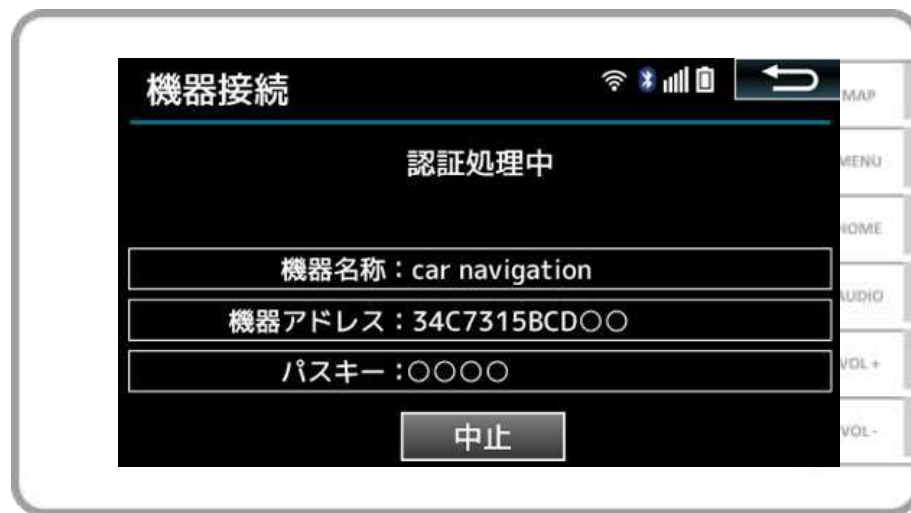 機器接続
MAP
認証処理中
MENU
HOME
機器名称：car navigation
AUDIO
機器アドレス：34C7315BCD○○
VOL +
パスキー：○○○○
中止
VOL -